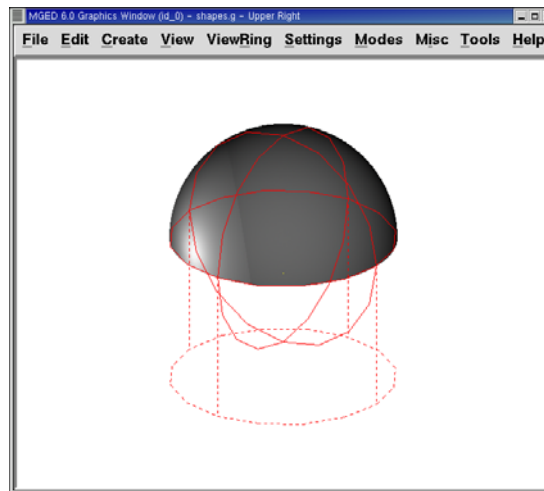 MGED 6.0 Graphics Window (id_0) - shapes.g - Upper Right
File Edit Create View ViewRing Settings Modes Misc Tools Help